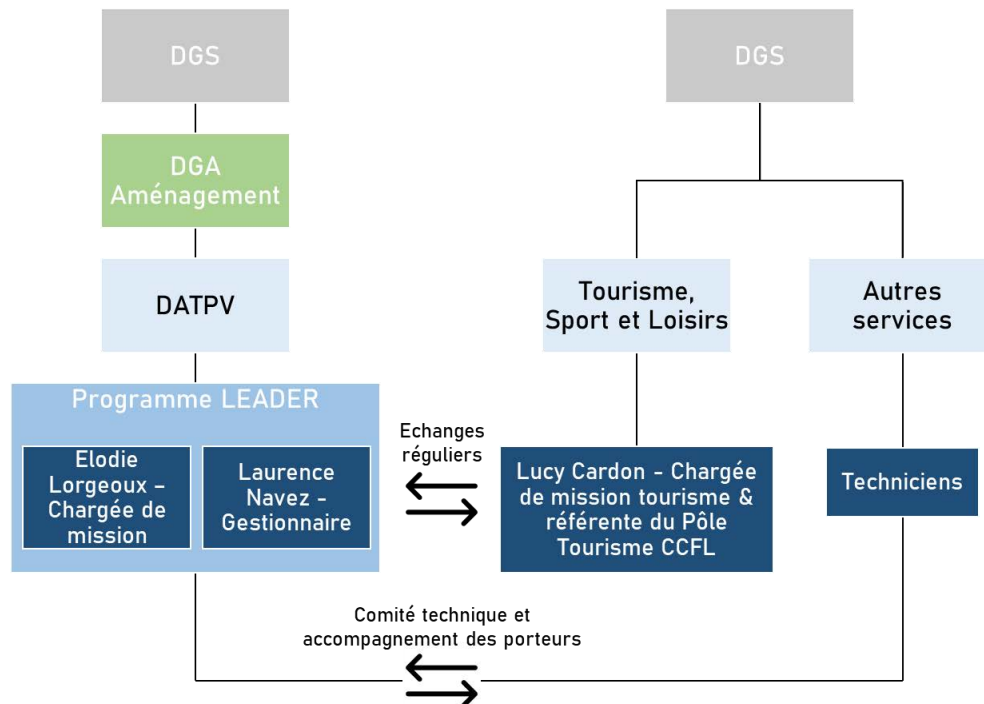 DGS
DGS
DGA
Aménagement
DATPV
Tourisme,
Sport et Loisirs
Autres
services
Programme LEADER
Elodie
Lorgeoux –
Chargée de
mission
Laurence
Navez -
Gestionnaire
Echanges
réguliers
Lucy Cardon - Chargée
de mission tourisme &
référente du Pôle
Tourisme CCFL
Techniciens
Comité technique et
accompagnement des porteurs